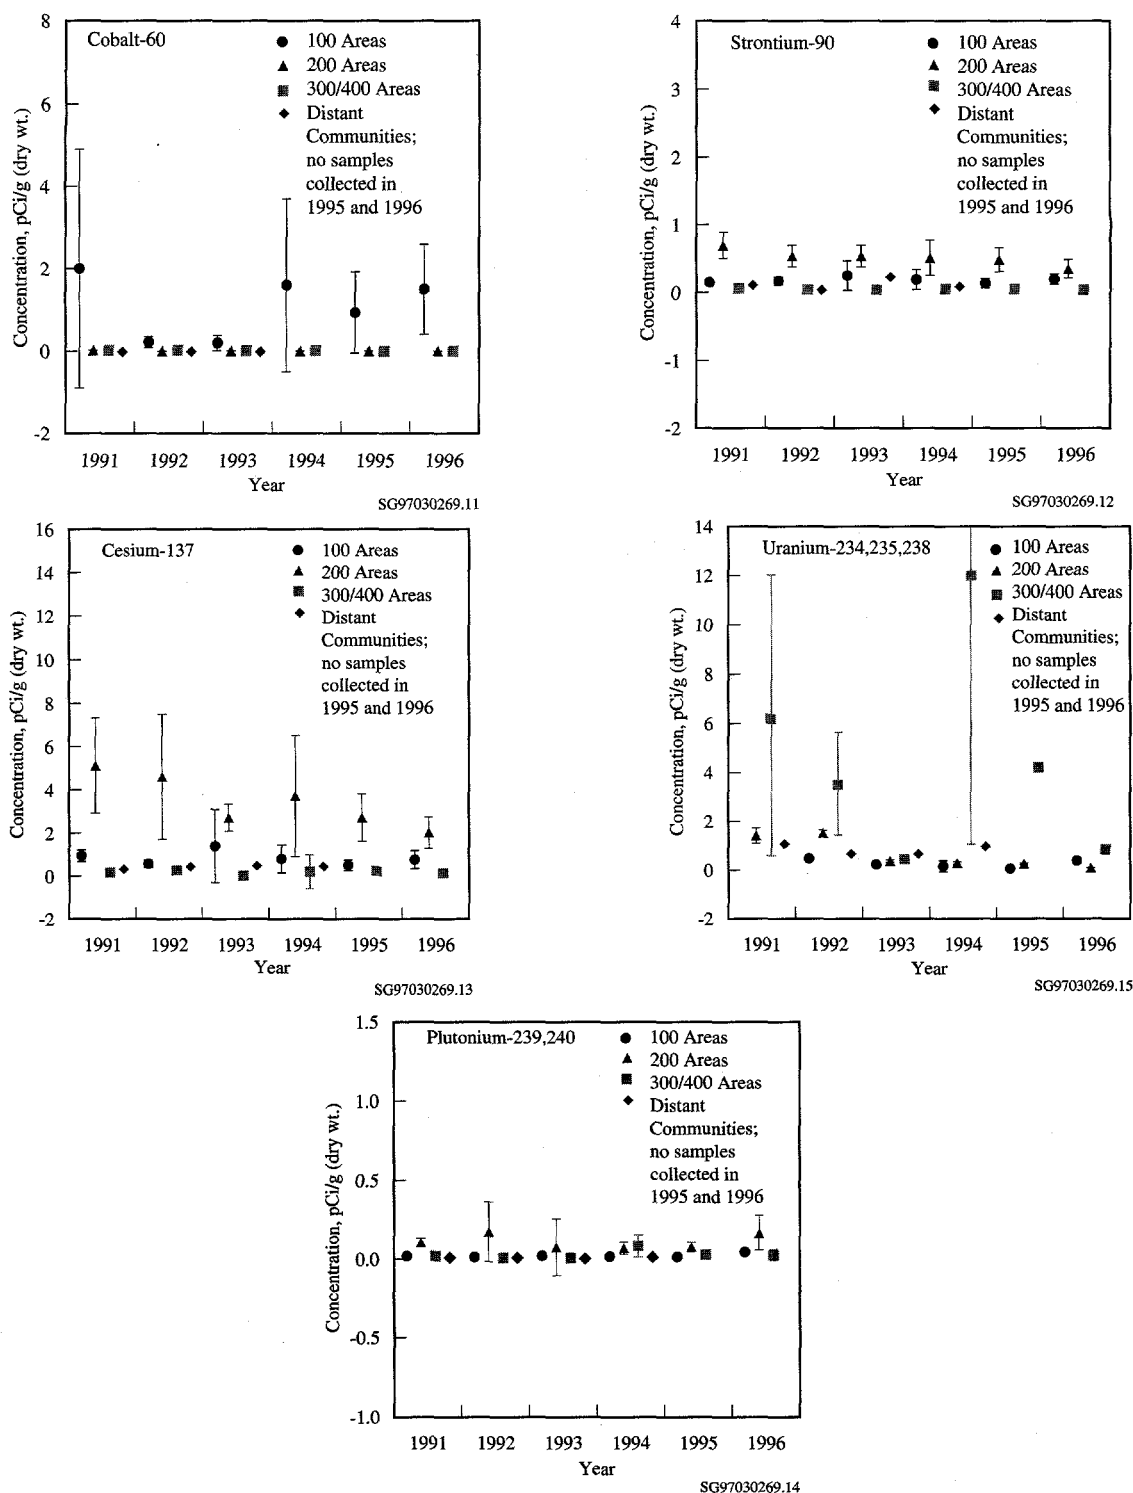 Cobalt-60
100 Areas
200 Areas
300/400 Areas
Distant
Communities;
no samples
collected in
1995 and 1996
Concentration, pCi/g (dry wt.)
8
6
4
2
0
-2
1991 1992 1993 1994 1995 1996
Year
SG97030269.11
Strontium-90
100 Areas
200 Areas
300/400 Areas
Distant
Communities;
no samples
collected in
1995 and 1996
Concentration, pCi/g (dry wt.)
4
3
2
1
0
-1
-2
1991 1992 1993 1994 1995 1996
Year
SG97030269.12
Cesium-137
100 Areas
200 Areas
300/400 Areas
Distant
Communities;
no samples
collected in
1995 and 1996
Concentration, pCi/g (dry wt.)
16
14
12
10
8
6
4
2
0
-2
1991 1992 1993 1994 1995 1996
Year
SG97030269.13
Uranium-234,235,238
100 Areas
200 Areas
300/400 Areas
Distant
Communities;
no samples
collected in
1995 and 1996
Concentration, pCi/g (dry wt.)
14
12
10
8
6
4
2
0
-2
1991 1992 1993 1994 1995 1996
Year
SG97030269.15
Plutonium-239,240
100 Areas
200 Areas
300/400 Areas
Distant
Communities;
no samples
collected in
1995 and 1996
Concentration, pCi/g (dry wt.)
1.5
1.0
0.5
0.0
-0.5
-1.0
1991 1992 1993 1994 1995 1996
Year
SG97030269.14